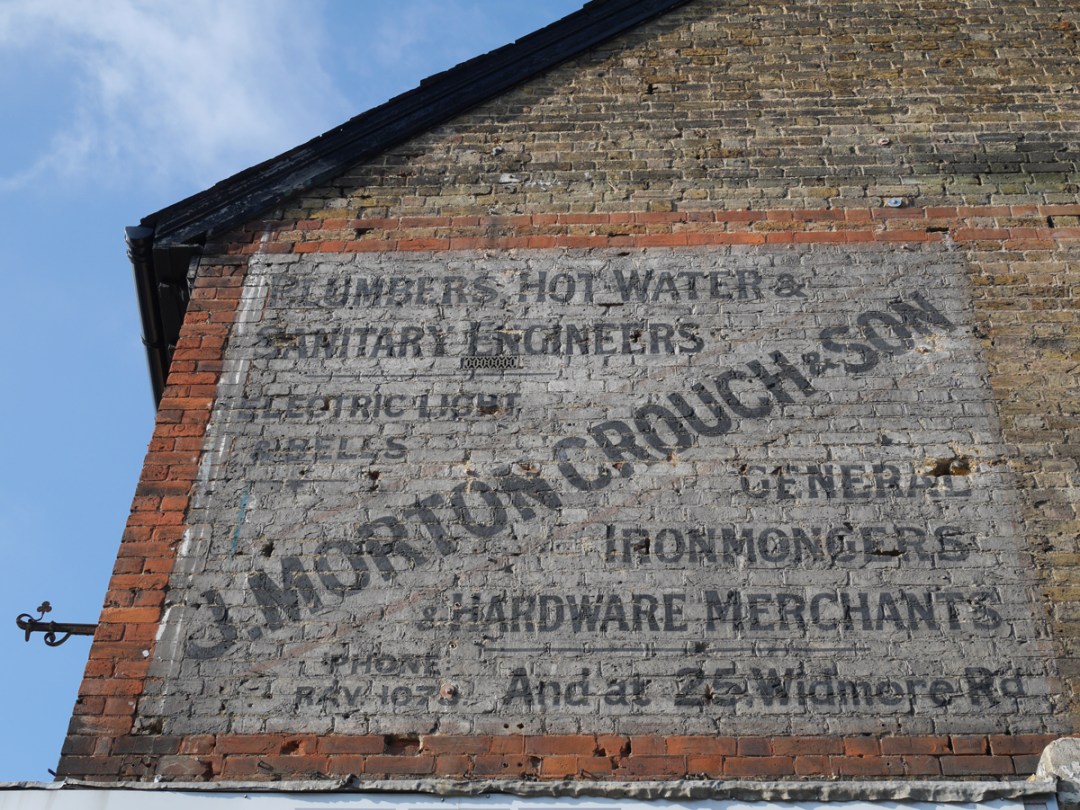 PLUMBERS, HOT WATER &
SANITARY ENGINEERS
ELECTRIC LIGHT
& BELLS
J. MORTON CROUCH & SON
GENERAL
IRONMONGERS
& HARDWARE MERCHANTS
PHONE
RAV. 1073
And at 25. Widmore Rd